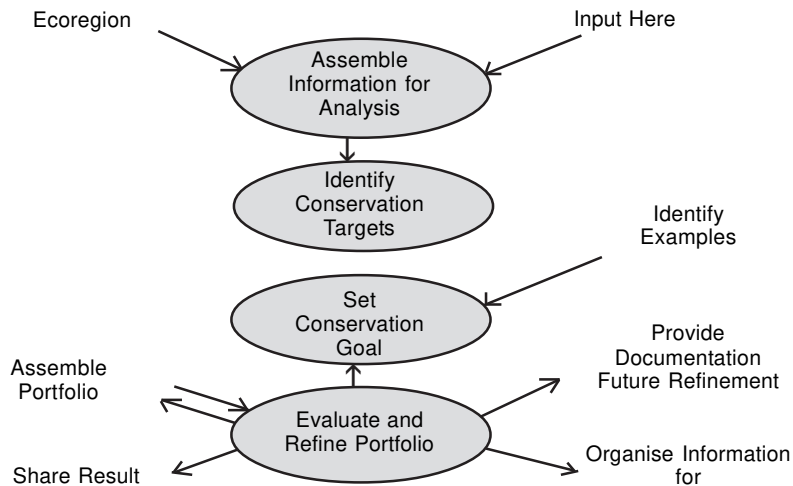 Ecoregion
Input Here
Assemble
Information for
Analysis
Identify
Conservation
Targets
Identify
Examples
Set
Conservation
Goal
Provide
Documentation
Future Refinement
Assemble
Portfolio
Evaluate and
Refine Portfolio
Share Result
Organise Information
for